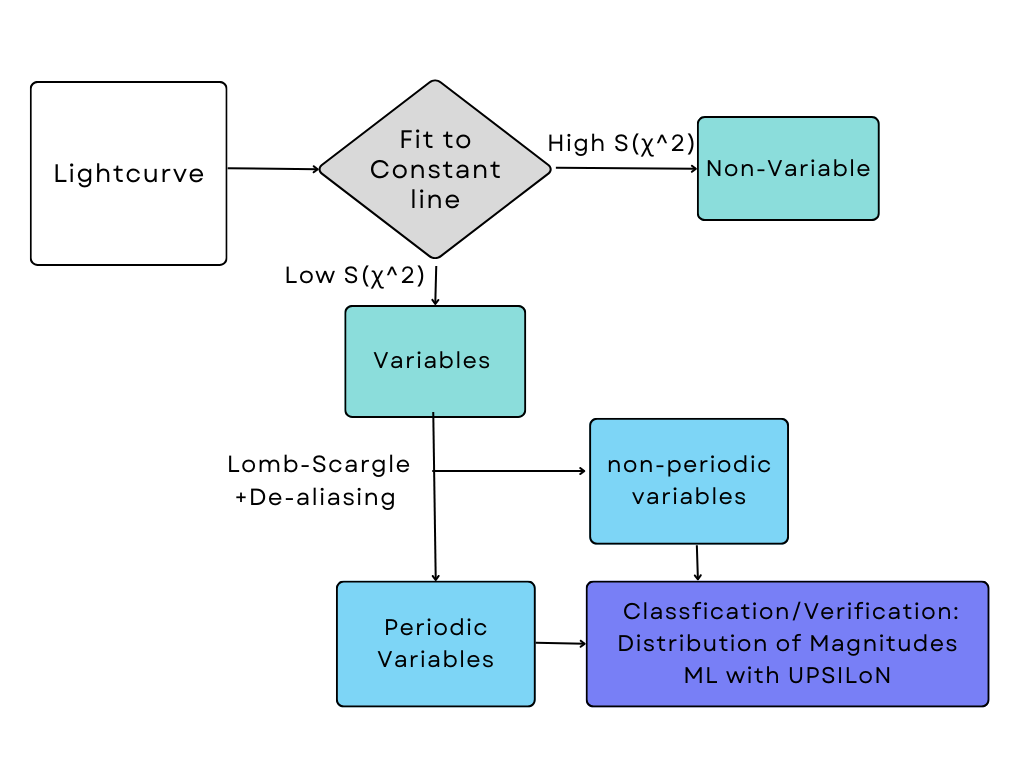 Lightcurve
Fit to
Constant
line
High S(χ^2)
Non-Variable
Low S(χ^2)
Variables
Lomb-Scargle
+De-aliasing
non-periodic
variables
Periodic
Variables
Classfication/Verification:
Distribution of Magnitudes
ML with UPSILoN